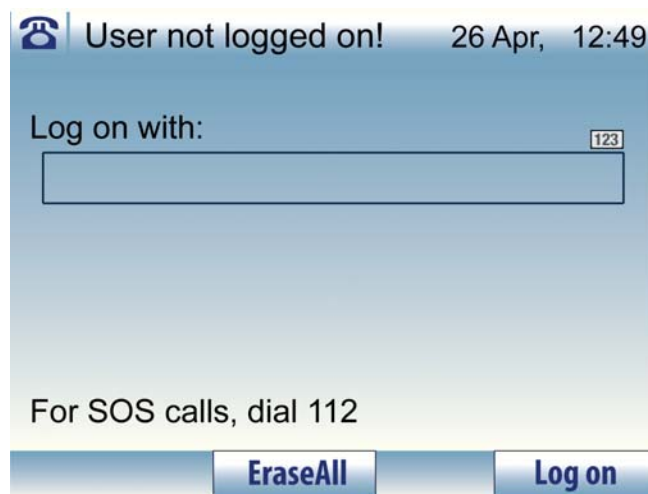 User not logged on! 26 Apr, 12:49
Log on with:
123
For SOS calls, dial 112
EraseAll Log on